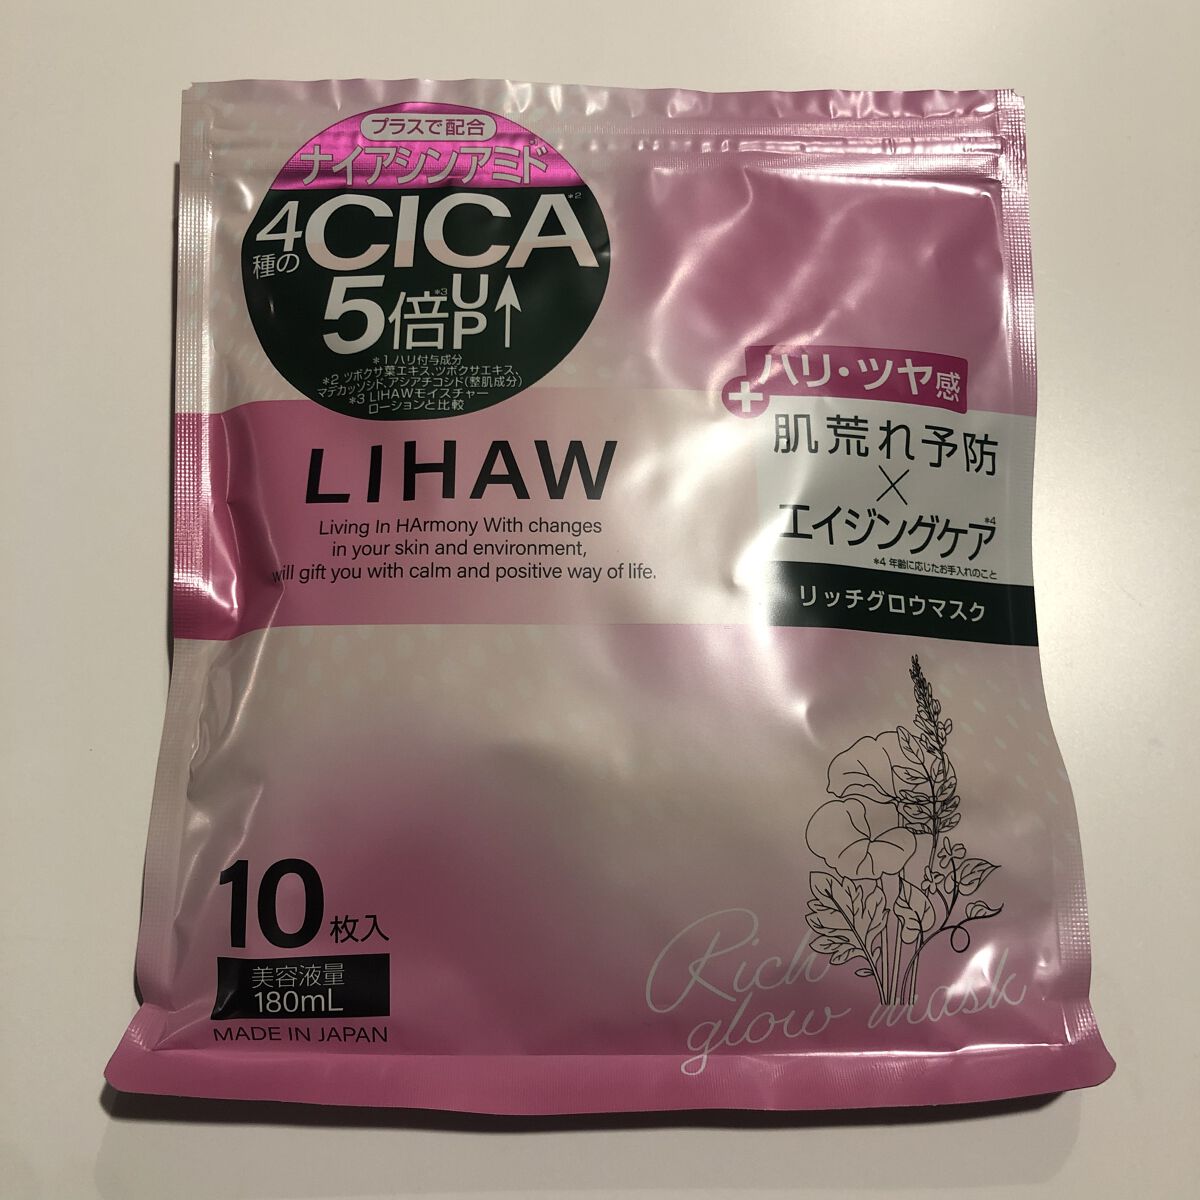 プラスで配合
ナイアシンアミド
4種のCICA*2
5倍*3UP↑
*1 ハリ付与成分
*2 ツボクサ葉エキス、ツボクサエキス、
マデカッソシド、アシアチコシド(整肌成分)
*3 LIHAWモイスチャー
ローションと比較
+ハリ・ツヤ感
肌荒れ予防
×
エイジングケア*4
*4 年齢に応じたお手入れのこと
リッチグロウマスク
LIHAW
Living In HArmony With changes
in your skin and environment,
will gift you with calm and positive way of life.
10枚入
美容液量
180mL
MADE IN JAPAN
Rich
glow mask